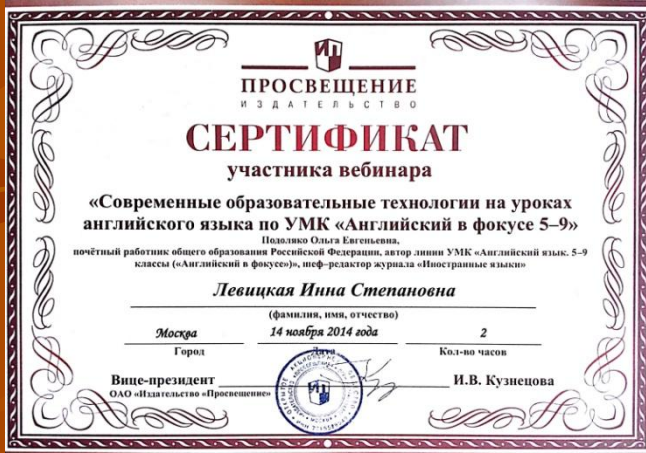 ИП
ПРОСВЕЩЕНИЕ
ИЗДАТЕЛЬСТВО
СЕРТИФИКАТ
участника вебинара
«Современные образовательные технологии на уроках
английского языка по УМК «Английский в фокусе 5–9»
Подоляко Ольга Евгеньевна,
почётный работник общего образования Российской Федерации, автор линии УМК «Английский язык. 5–9
классы («Английский в фокусе»)», шеф–редактор журнала «Иностранные языки»
Левицкая Инна Степановна
(фамилия, имя, отчество)
Москва 14 ноября 2014 года 2
Город Дата Кол-во часов
Вице-президент И.В. Кузнецова
ОАО «Издательство «Просвещение»